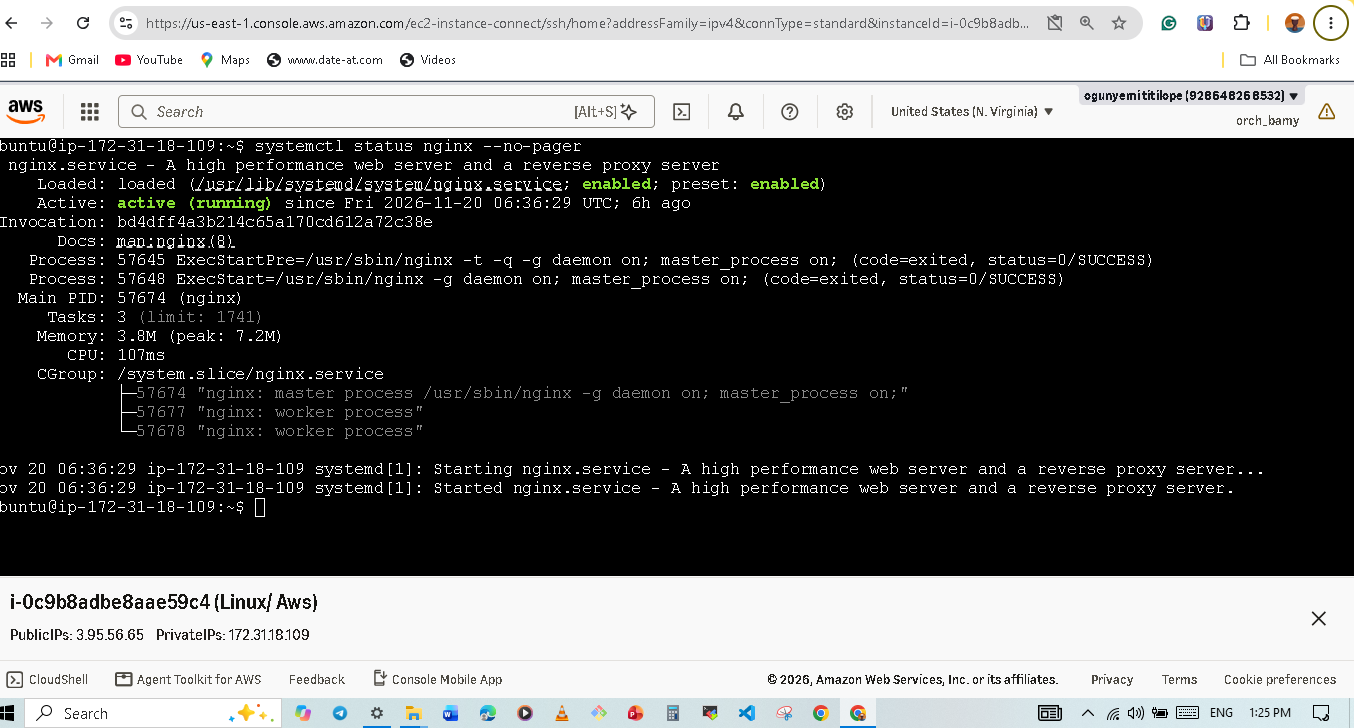 https://us-east-1.console.aws.amazon.com/ec2-instance-connect/ssh/home?addressFamily=ipv4&connType=standard&instanceId=i-0c9b8adb...
Gmail YouTube Maps www.date-at.com Videos All Bookmarks
aws Search [Alt+S] United States (N. Virginia) ▼ ogunyemitilope (928648268532) ▼
orch_bamy
buntu@ip-172-31-18-109:~$ systemctl status nginx --no-pager
nginx.service - A high performance web server and a reverse proxy server
Loaded: loaded (/usr/lib/systemd/system/nginx.service; enabled; preset: enabled)
Active: active (running) since Fri 2026-11-20 06:36:29 UTC; 6h ago
Invocation: bd4dff4a3b214c65a170cd612a72c38e
Docs: man:nginx(8)
Process: 57645 ExecStartPre=/usr/sbin/nginx -t -q -g daemon on; master_process on; (code=exited, status=0/SUCCESS)
Process: 57648 ExecStart=/usr/sbin/nginx -g daemon on; master_process on; (code=exited, status=0/SUCCESS)
Main PID: 57674 (nginx)
Tasks: 3 (limit: 1741)
Memory: 3.8M (peak: 7.2M)
CPU: 107ms
CGroup: /system.slice/nginx.service
├─57674 "nginx: master process /usr/sbin/nginx -g daemon on; master_process on;"
├─57677 "nginx: worker process"
└─57678 "nginx: worker process"
ov 20 06:36:29 ip-172-31-18-109 systemd[1]: Starting nginx.service - A high performance web server and a reverse proxy server...
ov 20 06:36:29 ip-172-31-18-109 systemd[1]: Started nginx.service - A high performance web server and a reverse proxy server.
buntu@ip-172-31-18-109:~$
i-0c9b8adbe8aae59c4 (Linux/ Aws)
PublicIPs: 3.95.56.65 PrivateIPs: 172.31.18.109
CloudShell Agent Toolkit for AWS Feedback Console Mobile App © 2026, Amazon Web Services, Inc. or its affiliates. Privacy Terms Cookie preferences
Search ENG 1:25 PM